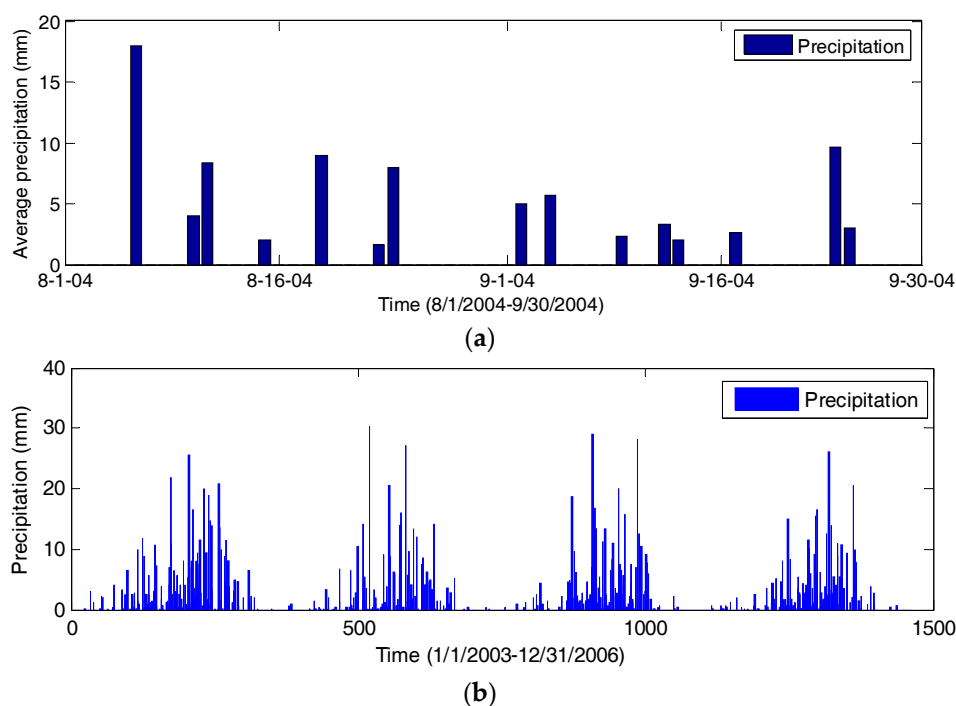 20
15
10
5
0
Average precipitation (mm)
Precipitation
8-1-04 8-16-04 9-1-04 9-16-04 9-30-04
Time (8/1/2004-9/30/2004)
(a)
40
30
20
10
0
Precipitation (mm)
Precipitation
0 500 1000 1500
Time (1/1/2003-12/31/2006)
(b)